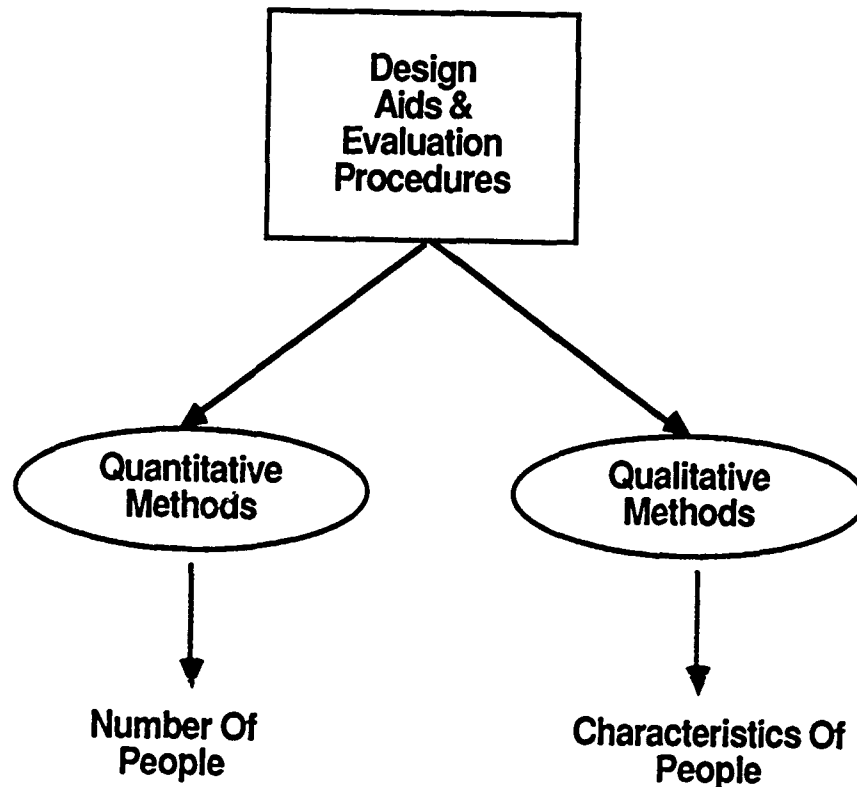 Design
Aids &
Evaluation
Procedures
Quantitative
Methods
Qualitative
Methods
Number Of
People
Characteristics Of
People